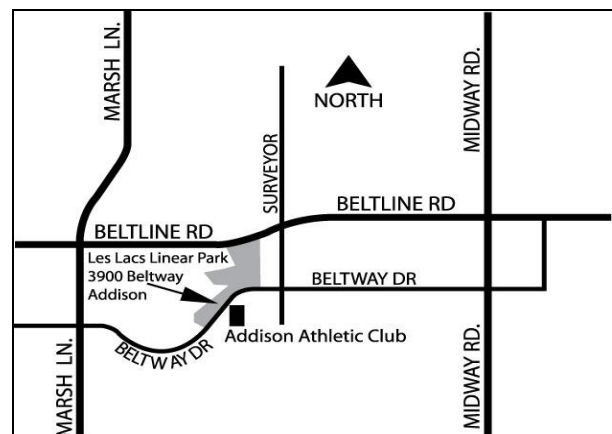 MARSH LN.
NORTH
SURVEYOR
MIDWAY RD.
BELTLINE RD
BELTLINE RD
Les Lacs Linear Park
3900 Beltway
Addison
BELTWAY DR
Addison Athletic Club
BELTWAY DR
MARSH LN.
MIDWAY RD.